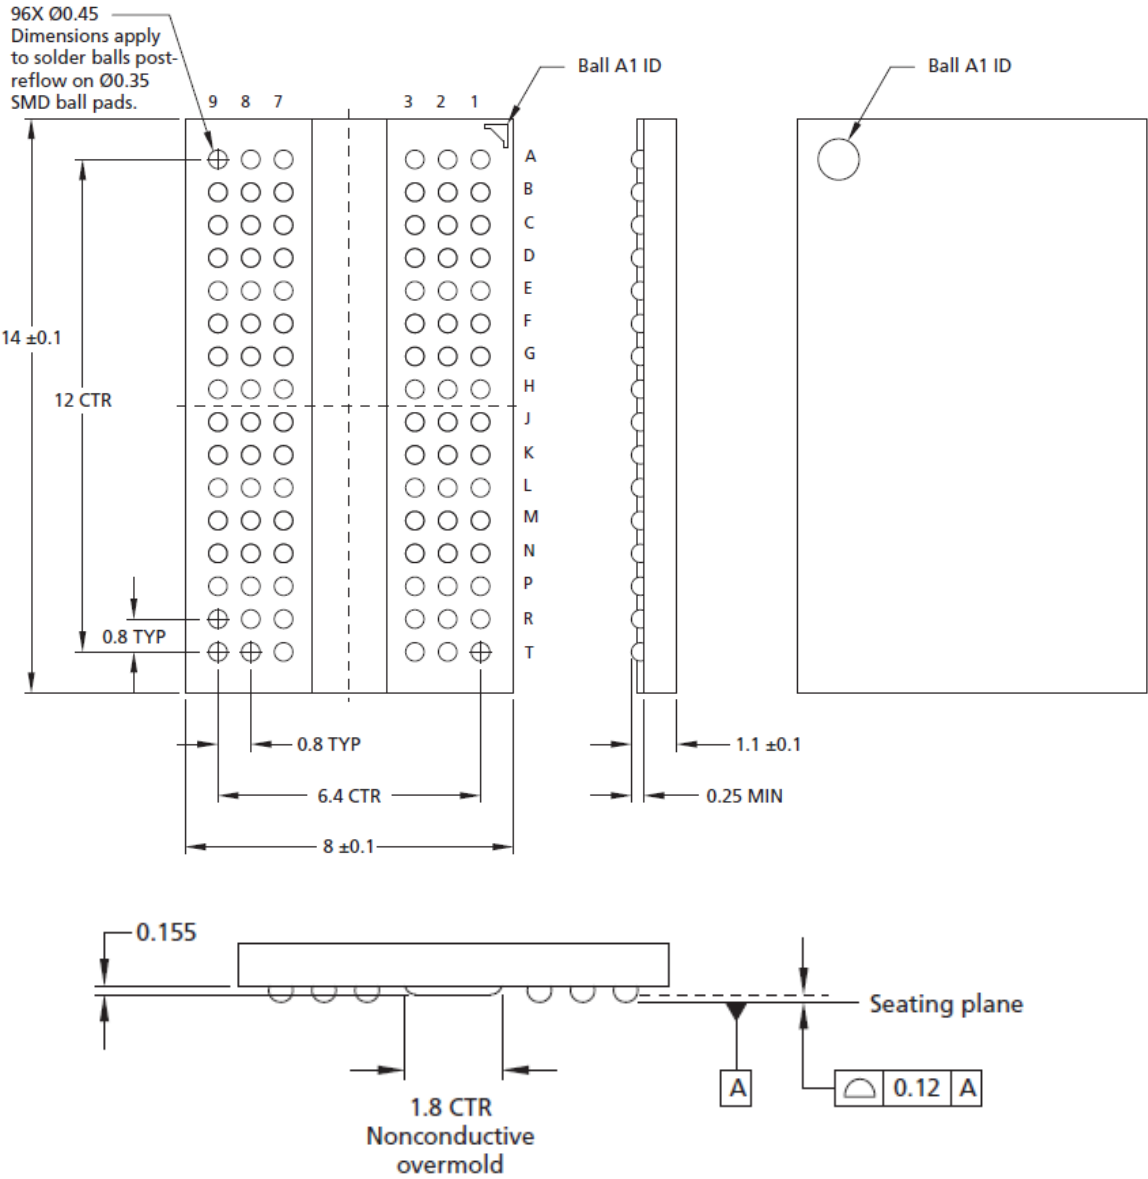 96X Ø0.45
Dimensions apply
to solder balls post-
reflow on Ø0.35
SMD ball pads.
Ball A1 ID
Ball A1 ID
9 8 7
3 2 1
A
B
C
D
E
F
G
H
J
K
L
M
N
P
R
T
14 ±0.1
12 CTR
0.8 TYP
0.8 TYP
1.1 ±0.1
6.4 CTR
0.25 MIN
8 ±0.1
0.155
Seating plane
A
0.12 A
1.8 CTR
Nonconductive
overmold